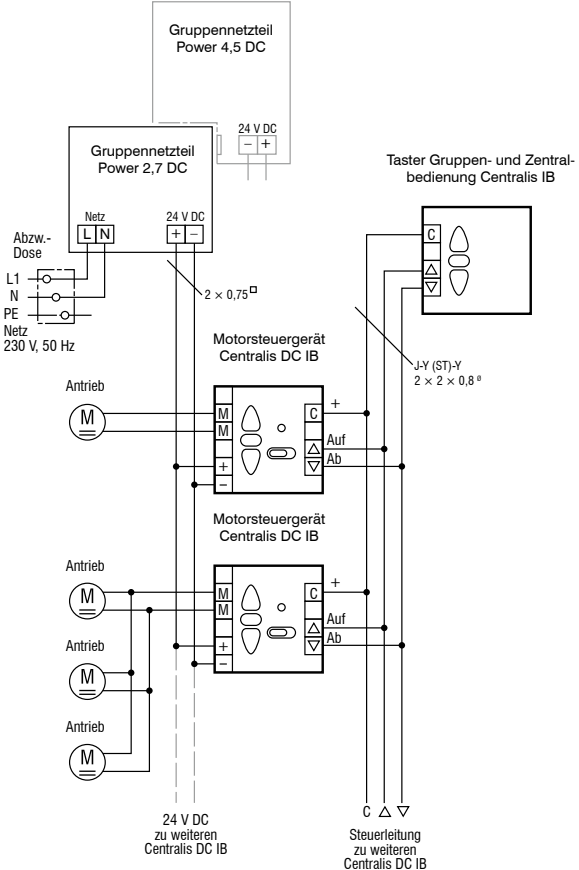 Gruppennetzteil
Power 4,5 DC
24 V DC
− +
Gruppennetzteil
Power 2,7 DC
Netz
L N
24 V DC
+ −
Taster Gruppen- und Zentral-
bedienung Centralis IB
C
△
▽
Abzw.-
Dose
L1
N
PE
Netz
230 V, 50 Hz
2 × 0,75 □
J-Y (ST)-Y
2 × 2 × 0,8 ø
Motorsteuergerät
Centralis DC IB
Antrieb
M
M
M
+
−
C
△
▽
+
Auf
Ab
Motorsteuergerät
Centralis DC IB
Antrieb
M
M
M
+
−
C
△
▽
+
Auf
Ab
Antrieb
M
Antrieb
M
24 V DC
zu weiteren
Centralis DC IB
C △ ▽
Steuerleitung
zu weiteren
Centralis DC IB